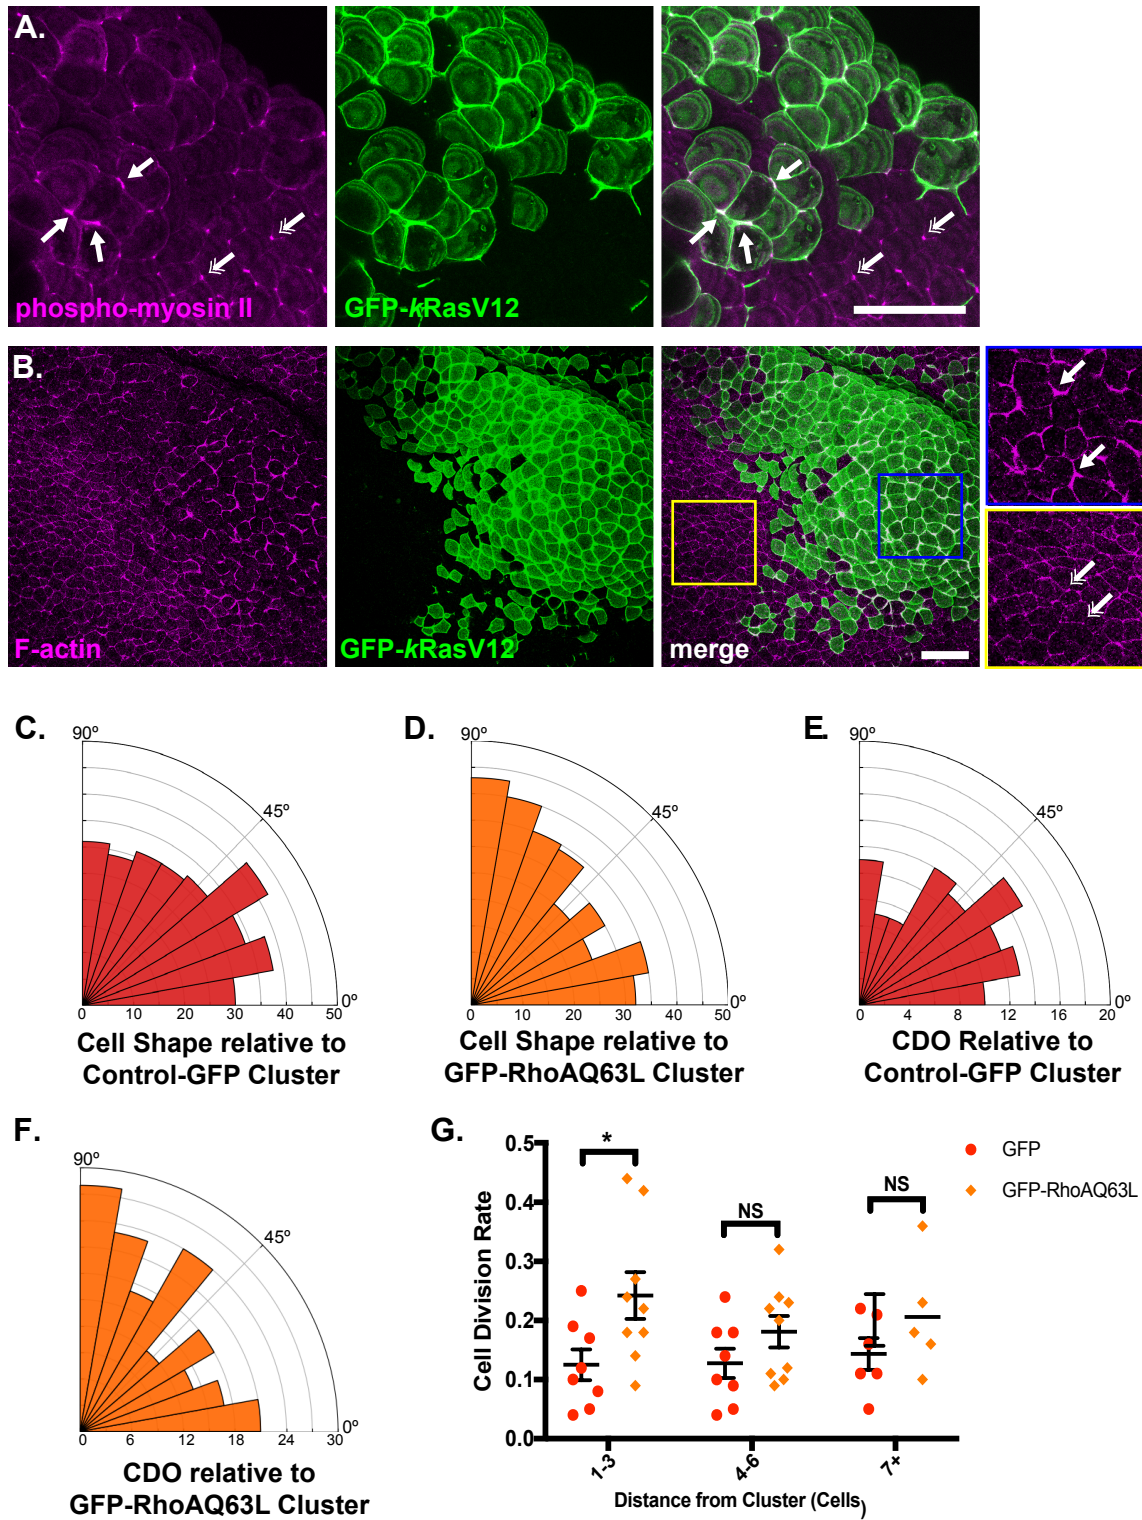 A.
phospho-myosin II
GFP-kRasV12
B.
F-actin
GFP-kRasV12
merge
C.
90º
45º
0º
0 10 20 30 40 50
Cell Shape relative to
Control-GFP Cluster
D.
90º
45º
0º
0 10 20 30 40 50
Cell Shape relative to
GFP-RhoAQ63L Cluster
E.
90º
45º
0º
0 4 8 12 16 20
CDO Relative to
Control-GFP Cluster
F.
90º
45º
0º
0 6 12 18 24 30
CDO relative to
GFP-RhoAQ63L Cluster
G.
Cell Division Rate
0.5
0.4
0.3
0.2
0.1
0.0
*
NS
NS
GFP
GFP-RhoAQ63L
1-3
4-6
7+
Distance from Cluster (Cells)